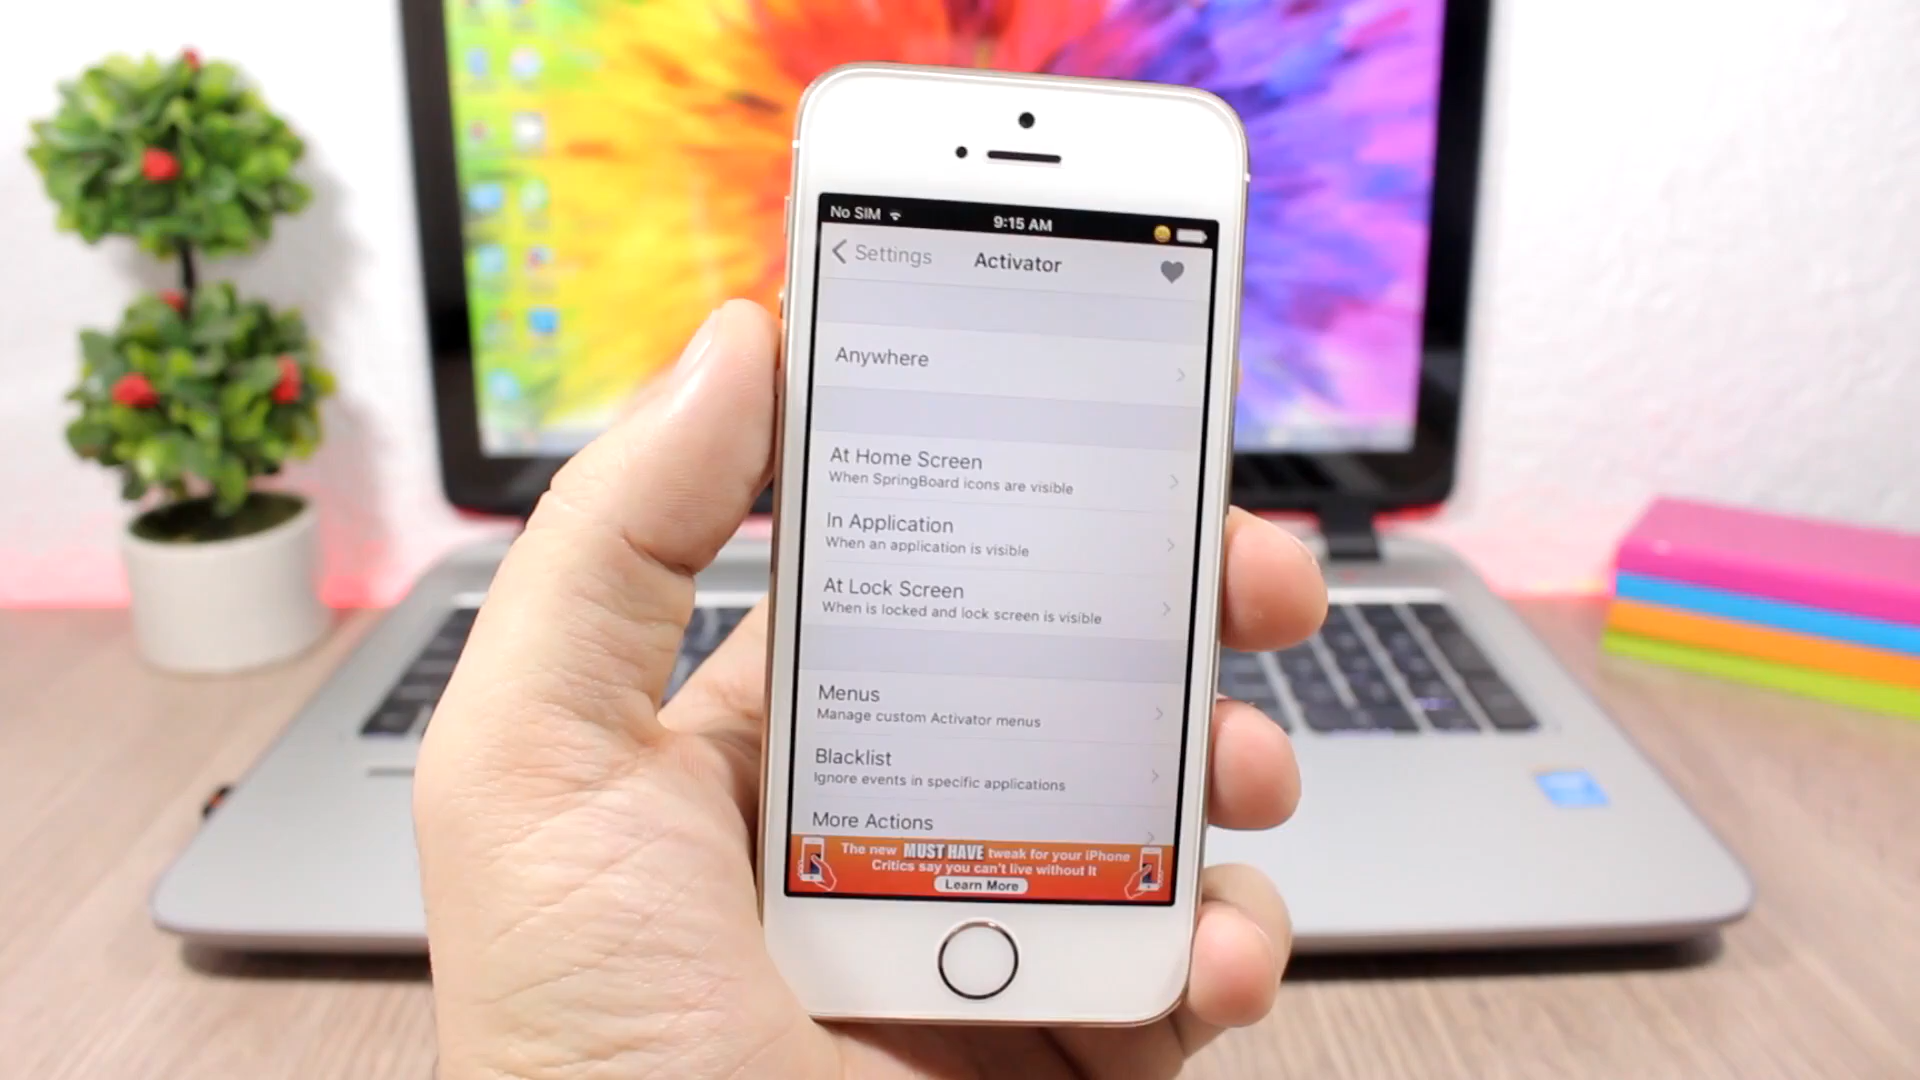 No SIM
9:15 AM
Settings
Activator
Anywhere
At Home Screen
When SpringBoard icons are visible
In Application
When an application is visible
At Lock Screen
When is locked and lock screen is visible
Menus
Manage custom Activator menus
Blacklist
Ignore events in specific applications
More Actions
The new MUST HAVE tweak for your iPhone
Critics say you can't live without It
Learn More